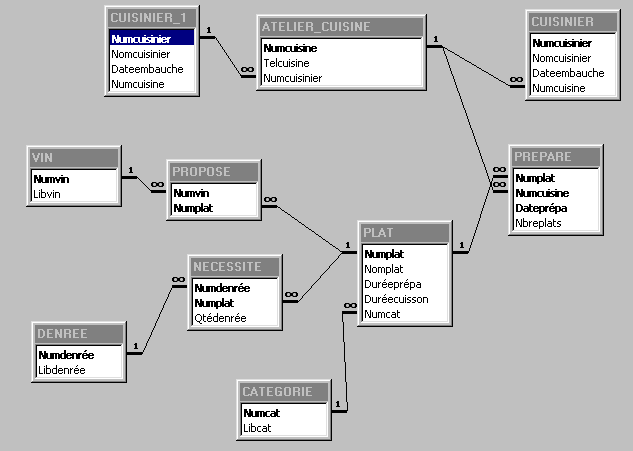 CUISINIER_1
Numcuisinier
Nomcuisinier
Dateembauche
Numcuisine
1
∞
ATELIER_CUISINE
Numcuisine
Telcuisine
Numcuisinier
1
∞
CUISINIER
Numcuisinier
Nomcuisinier
Dateembauche
Numcuisine
VIN
Numvin
Libvin
1
∞
PROPOSE
Numvin
Numplat
∞
PREPARE
Numplat
Numcuisine
Dateprépa
Nbreplats
∞
∞
PLAT
Numplat
Nomplat
Duréeprépa
Duréecuisson
Numcat
1
1
∞
NECESSITE
Numdenrée
Numplat
Qtédenrée
∞
∞
DENREE
Numdenrée
Libdenrée
1
CATEGORIE
Numcat
Libcat
1